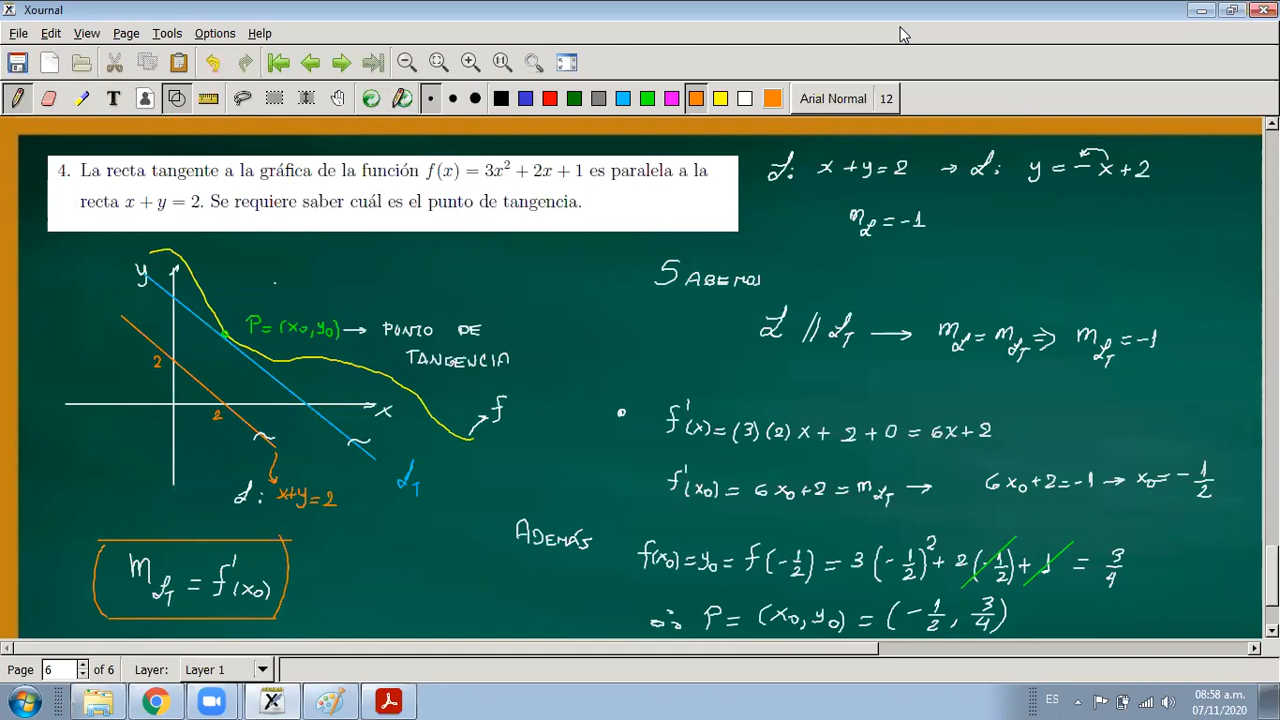 Xournal
File Edit View Page Tools Options Help
Arial Normal 12
4. La recta tangente a la gráfica de la función f(x) = 3x² + 2x + 1 es paralela a la
recta x + y = 2. Se requiere saber cuál es el punto de tangencia.
ℒ: x+y=2 → ℒ: y = -x+2
m_ℒ = -1
SABEMOS
ℒ // ℒ_T → m_ℒ = m_ℒ_T ⇒ m_ℒ_T = -1
y
P=(x₀,y₀) → PUNTO DE
TANGENCIA
2
2
x
f
ℒ: x+y=2
ℒ_T
m_ℒ_T = f'(x₀)
• f'(x) = (3)(2)x + 2 + 0 = 6x+2
f'(x₀) = 6x₀+2 = m_ℒ_T → 6x₀+2=-1 → x₀=-1/2
ADEMÁS
f(x₀)=y₀=f(-1/2) = 3(-1/2)² + 2(-1/2) + 1 = 3/4
∴ P = (x₀,y₀) = (-1/2, 3/4)
Page 6 of 6 Layer: Layer 1
ES 08:58 a.m.
07/11/2020